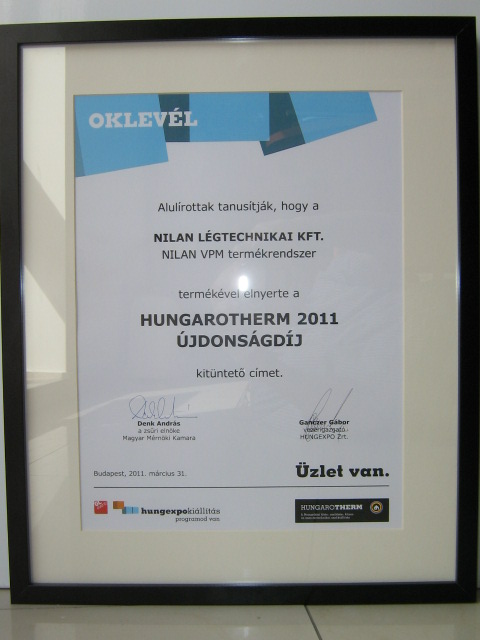 OKLEVÉL
Alulírottak tanusítják, hogy a
NILAN LÉGTECHNIKAI KFT.
NILAN VPM termékrendszer
termékével elnyerte a
HUNGAROTHERM 2011
ÚJDONSÁGDÍJ
kitüntető címet.
Denk András
a zsűri elnöke
Magyar Mérnöki Kamara
Ganczer Gábor
vezérigazgató
HUNGEXPO Zrt.
Budapest, 2011. március 31.
Üzlet van.
hungexpokiállítás
programod van.
HUNGAROTHERM